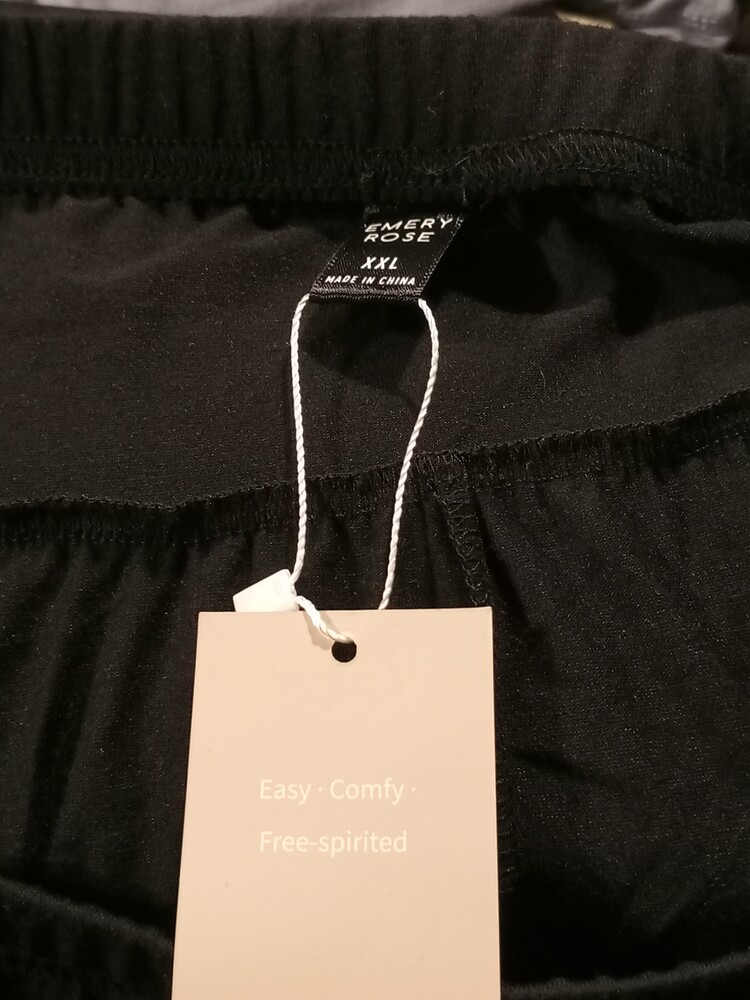 EMERY
ROSE
XXL
MADE IN CHINA
Easy · Comfy ·
Free-spirited